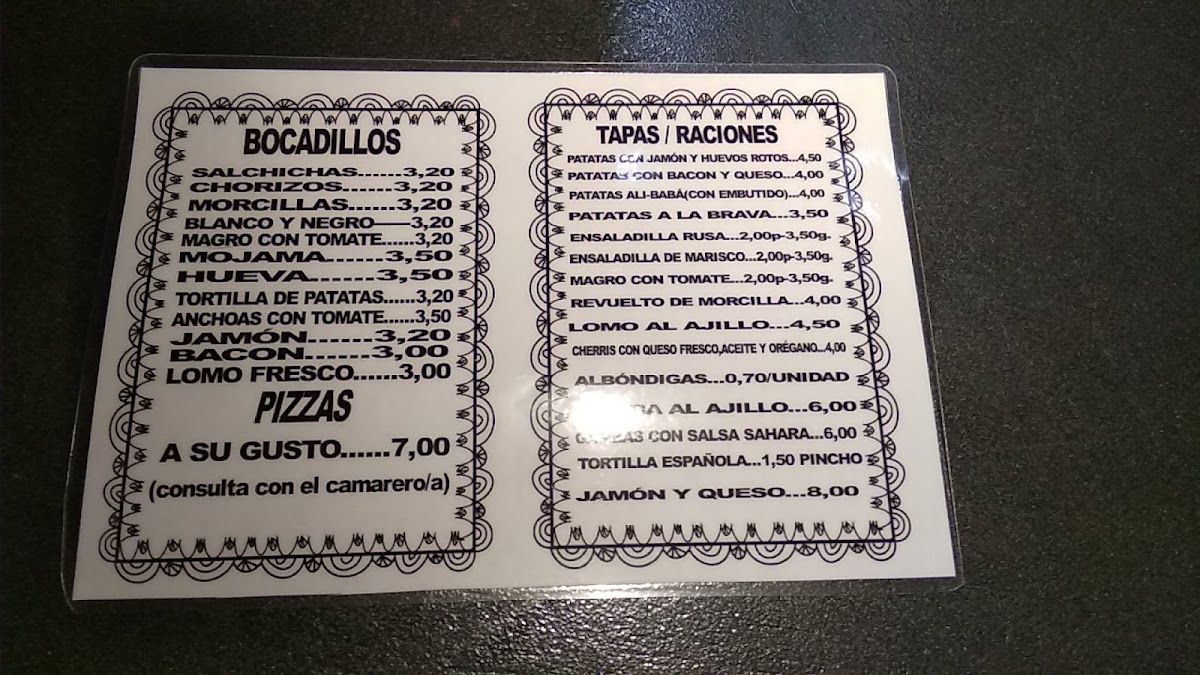 BOCADILLOS
SALCHICHAS......3,20
CHORIZOS......3,20
MORCILLAS......3,20
BLANCO Y NEGRO——3,20
MAGRO CON TOMATE......3,20
MOJAMA......3,50
HUEVA.......3,50
TORTILLA DE PATATAS......3,20
ANCHOAS CON TOMATE......3,50
JAMÓN.......3,20
BACON.......3,00
LOMO FRESCO......3,00
PIZZAS
A SU GUSTO......7,00
(consulta con el camarero/a)
TAPAS / RACIONES
PATATAS CON JAMÓN Y HUEVOS ROTOS...4,50
PATATAS CON BACON Y QUESO...4,00
PATATAS ALI-BABÁ(CON EMBUTIDO)...4,00
PATATAS A LA BRAVA...3,50
ENSALADILLA RUSA...2,00p-3,50g.
ENSALADILLA DE MARISCO...2,00p-3,50g.
MAGRO CON TOMATE...2,00p-3,50g.
REVUELTO DE MORCILLA...4,00
LOMO AL AJILLO...4,50
CHERRIS CON QUESO FRESCO,ACEITE Y ORÉGANO...4,00
ALBÓNDIGAS...0,70/UNIDAD
AL AJILLO...6,00
CON SALSA SAHARA...6,00
TORTILLA ESPAÑOLA...1,50 PINCHO
JAMÓN Y QUESO...8,00